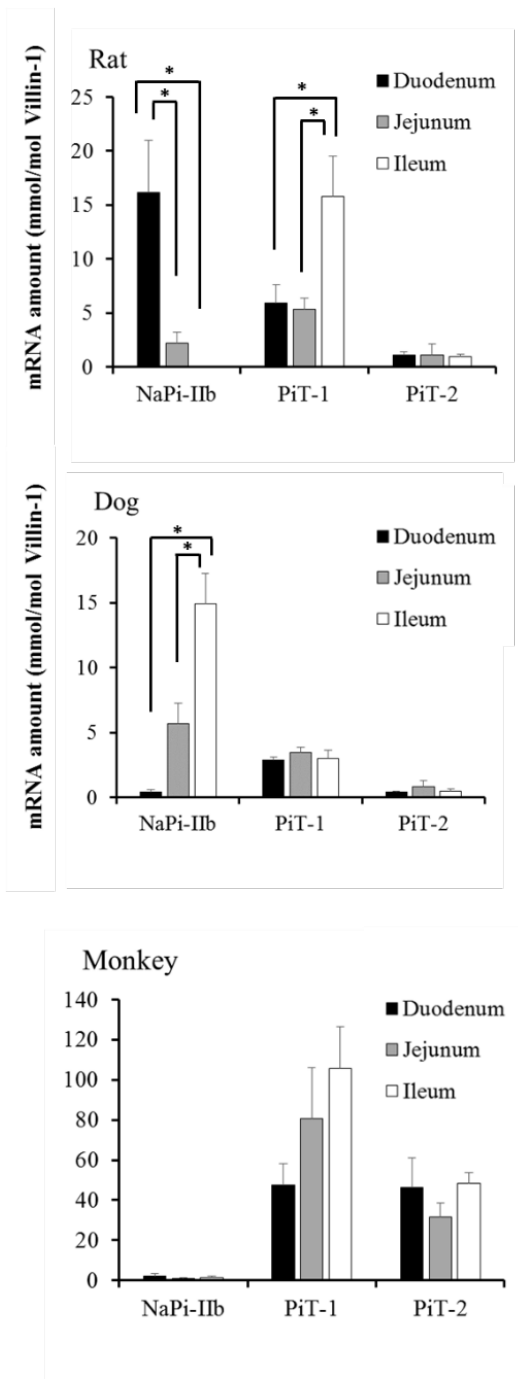 mRNA amount (mmol/mol Villin-1)
Rat
* *
* *
Duodenum
Jejunum
Ileum
25
20
15
10
5
0
NaPi-IIb PiT-1 PiT-2
mRNA amount (mmol/mol Villin-1)
Dog
*
*
Duodenum
Jejunum
Ileum
20
15
10
5
0
NaPi-IIb PiT-1 PiT-2
Monkey
Duodenum
Jejunum
Ileum
140
120
100
80
60
40
20
0
NaPi-IIb PiT-1 PiT-2